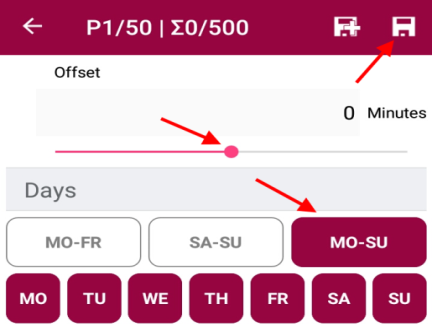 P1/50 | Σ0/500
Offset
0 Minutes
Days
MO-FR SA-SU MO-SU
MO TU WE TH FR SA SU